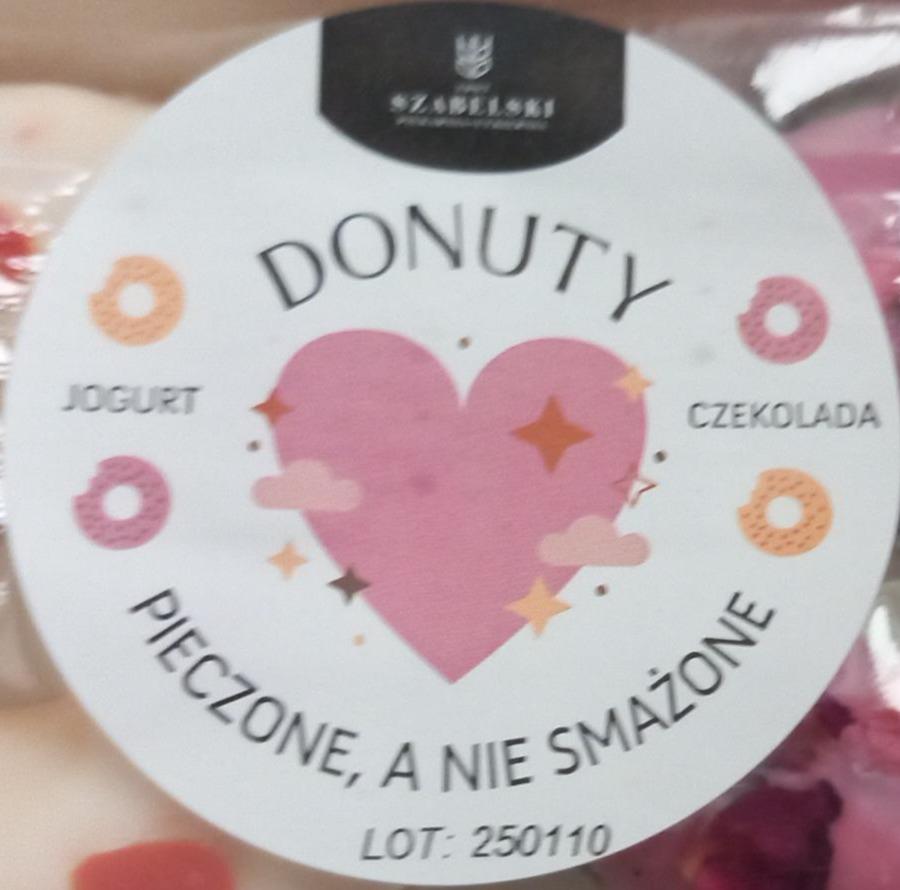 SZABELSKI
DONUTY
JOGURT
CZEKOLADA
PIECZONE, A NIE SMAŻONE
LOT: 250110